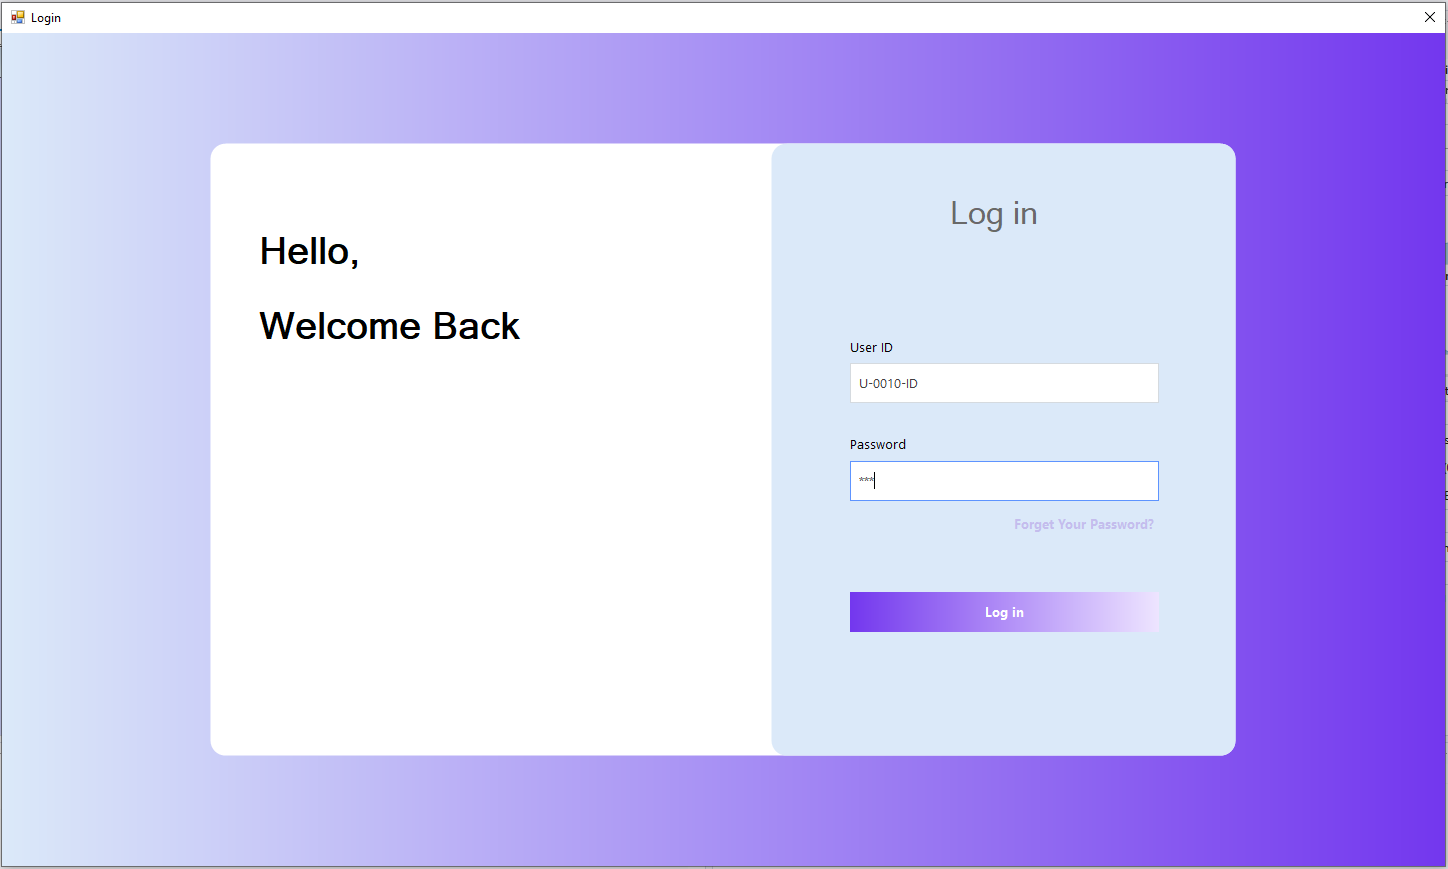 Login
Hello,
Welcome Back
Log in
User ID
U-0010-ID
Password
***
Forget Your Password?
Log in